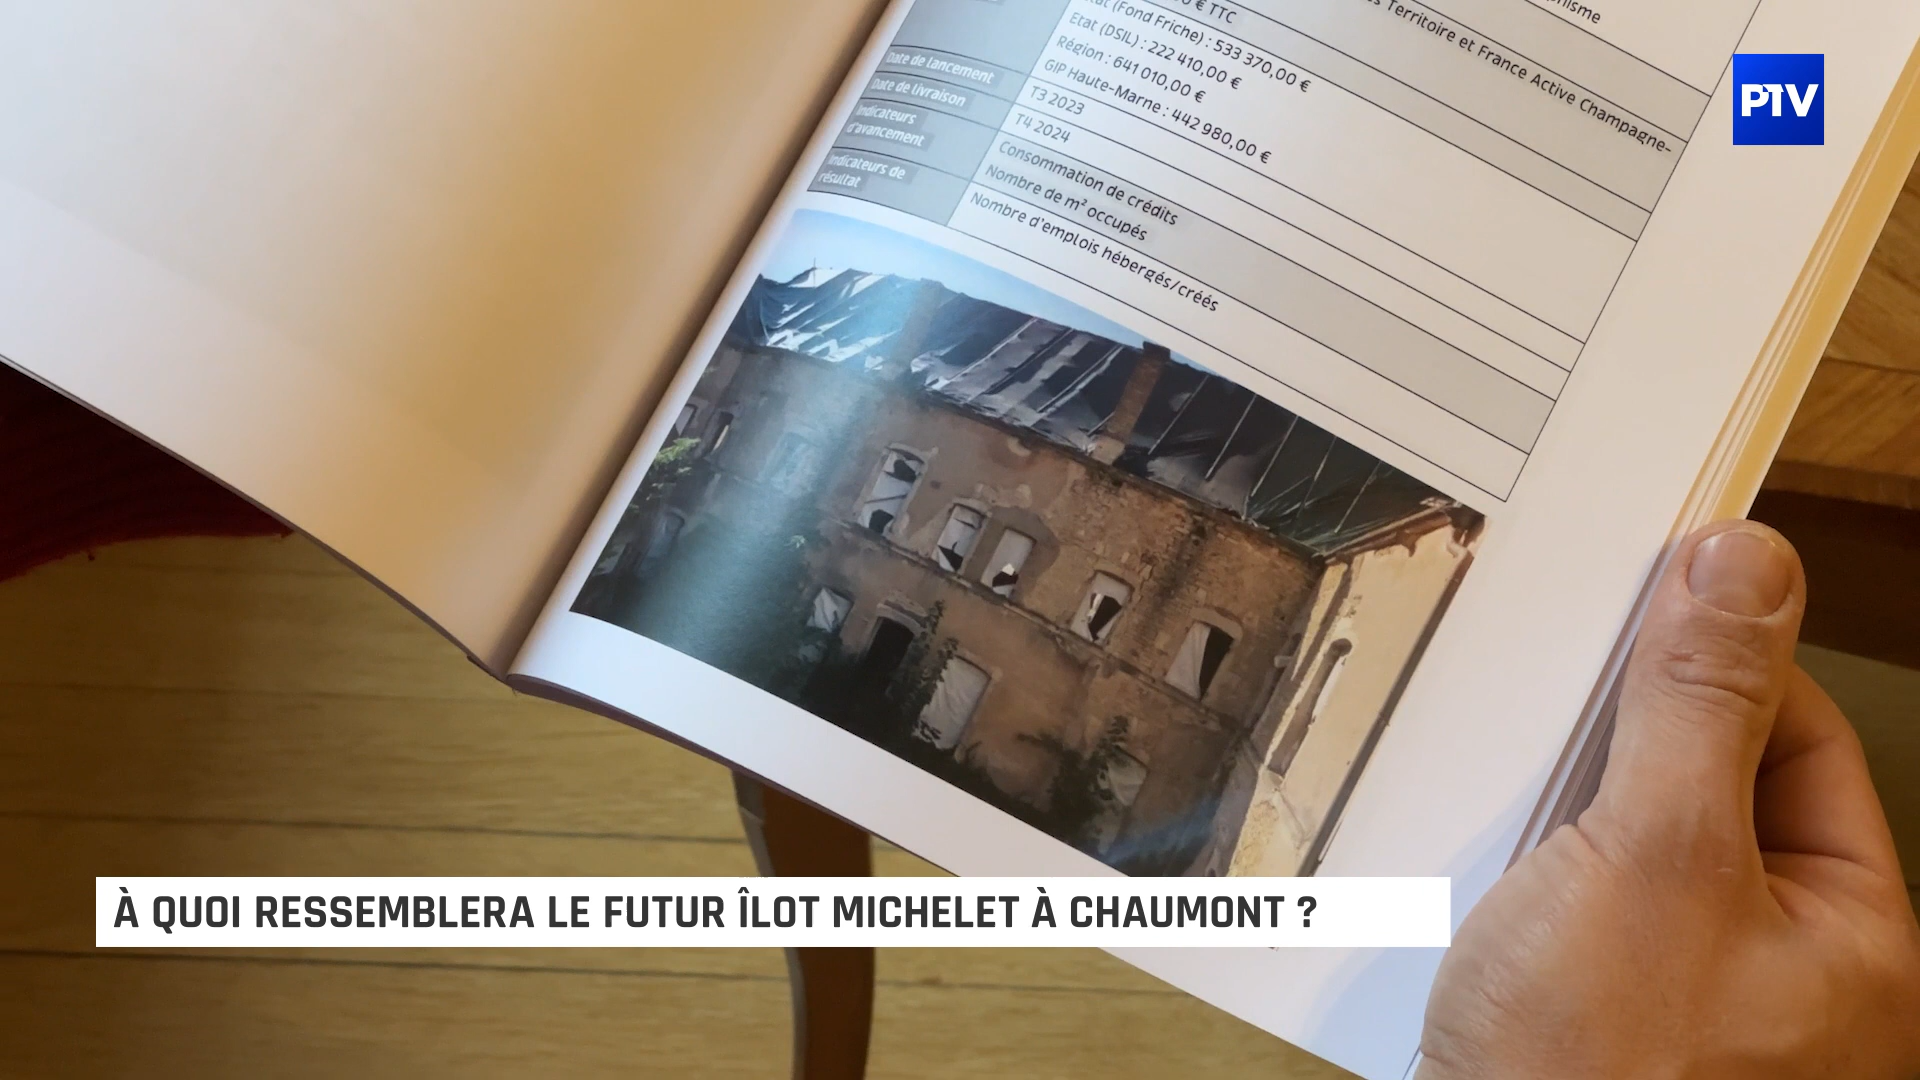 € TTC
s Territoire et France Active Champagne-
État (Fond Friche) : 533 370,00 €
Etat (DSIL) : 222 410,00 €
Région : 641 010,00 €
GIP Haute-Marne : 442 980,00 €
Date de lancement
T3 2023
Date de livraison
T4 2024
Indicateurs
d'avancement
Consommation de crédits
Nombre de m² occupés
Indicateurs de
résultat
Nombre d'emplois hébergés/créés
PTV
À QUOI RESSEMBLERA LE FUTUR ÎLOT MICHELET À CHAUMONT ?